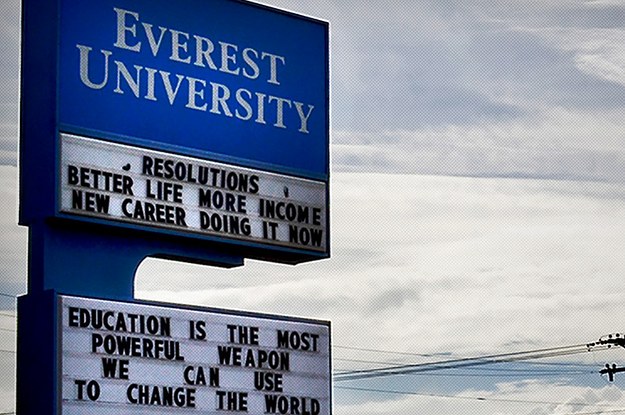 EVEREST
UNIVERSITY
RESOLUTIONS
BETTER LIFE MORE INCOME
NEW CAREER DOING IT NOW
EDUCATION IS THE MOST
POWERFUL WEAPON
WE CAN USE
TO CHANGE THE WORLD